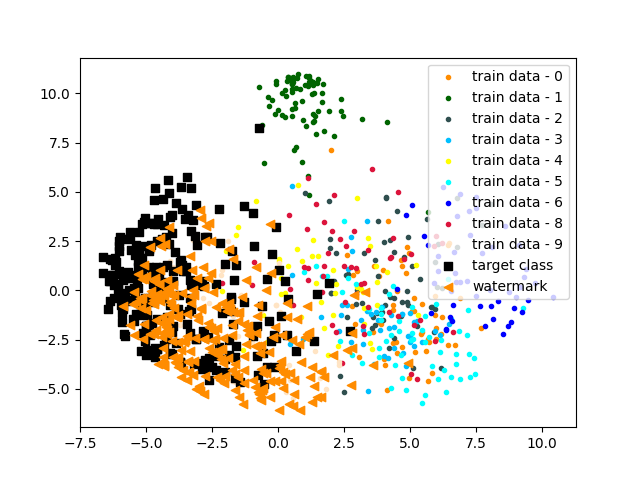 10.0
7.5
5.0
2.5
0.0
−2.5
−5.0
−7.5
−5.0
−2.5
0.0
2.5
5.0
7.5
10.0
train data - 0
train data - 1
train data - 2
train data - 3
train data - 4
train data - 5
train data - 6
train data - 8
train data - 9
target class
watermark